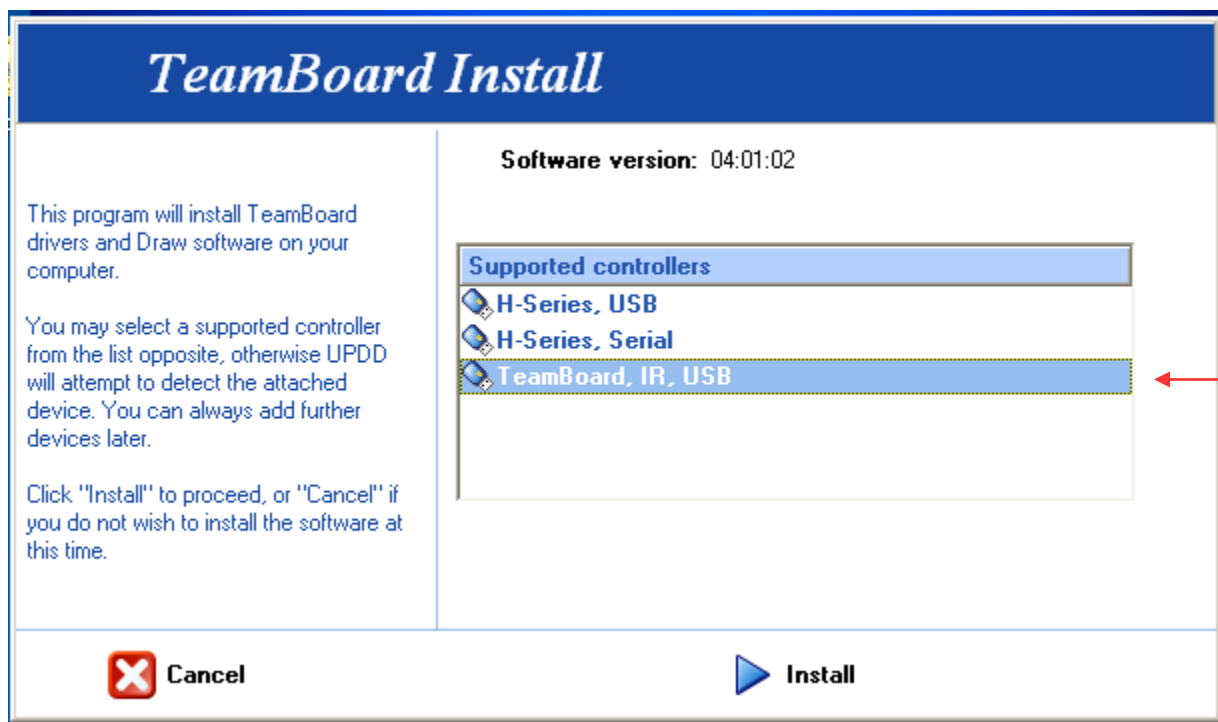 TeamBoard Install
Software version: 04:01:02
This program will install TeamBoard
drivers and Draw software on your
computer.
You may select a supported controller
from the list opposite, otherwise UPDD
will attempt to detect the attached
device. You can always add further
devices later.
Click "Install" to proceed, or "Cancel" if
you do not wish to install the software at
this time.
Supported controllers
H-Series, USB
H-Series, Serial
TeamBoard, IR, USB
Cancel
Install